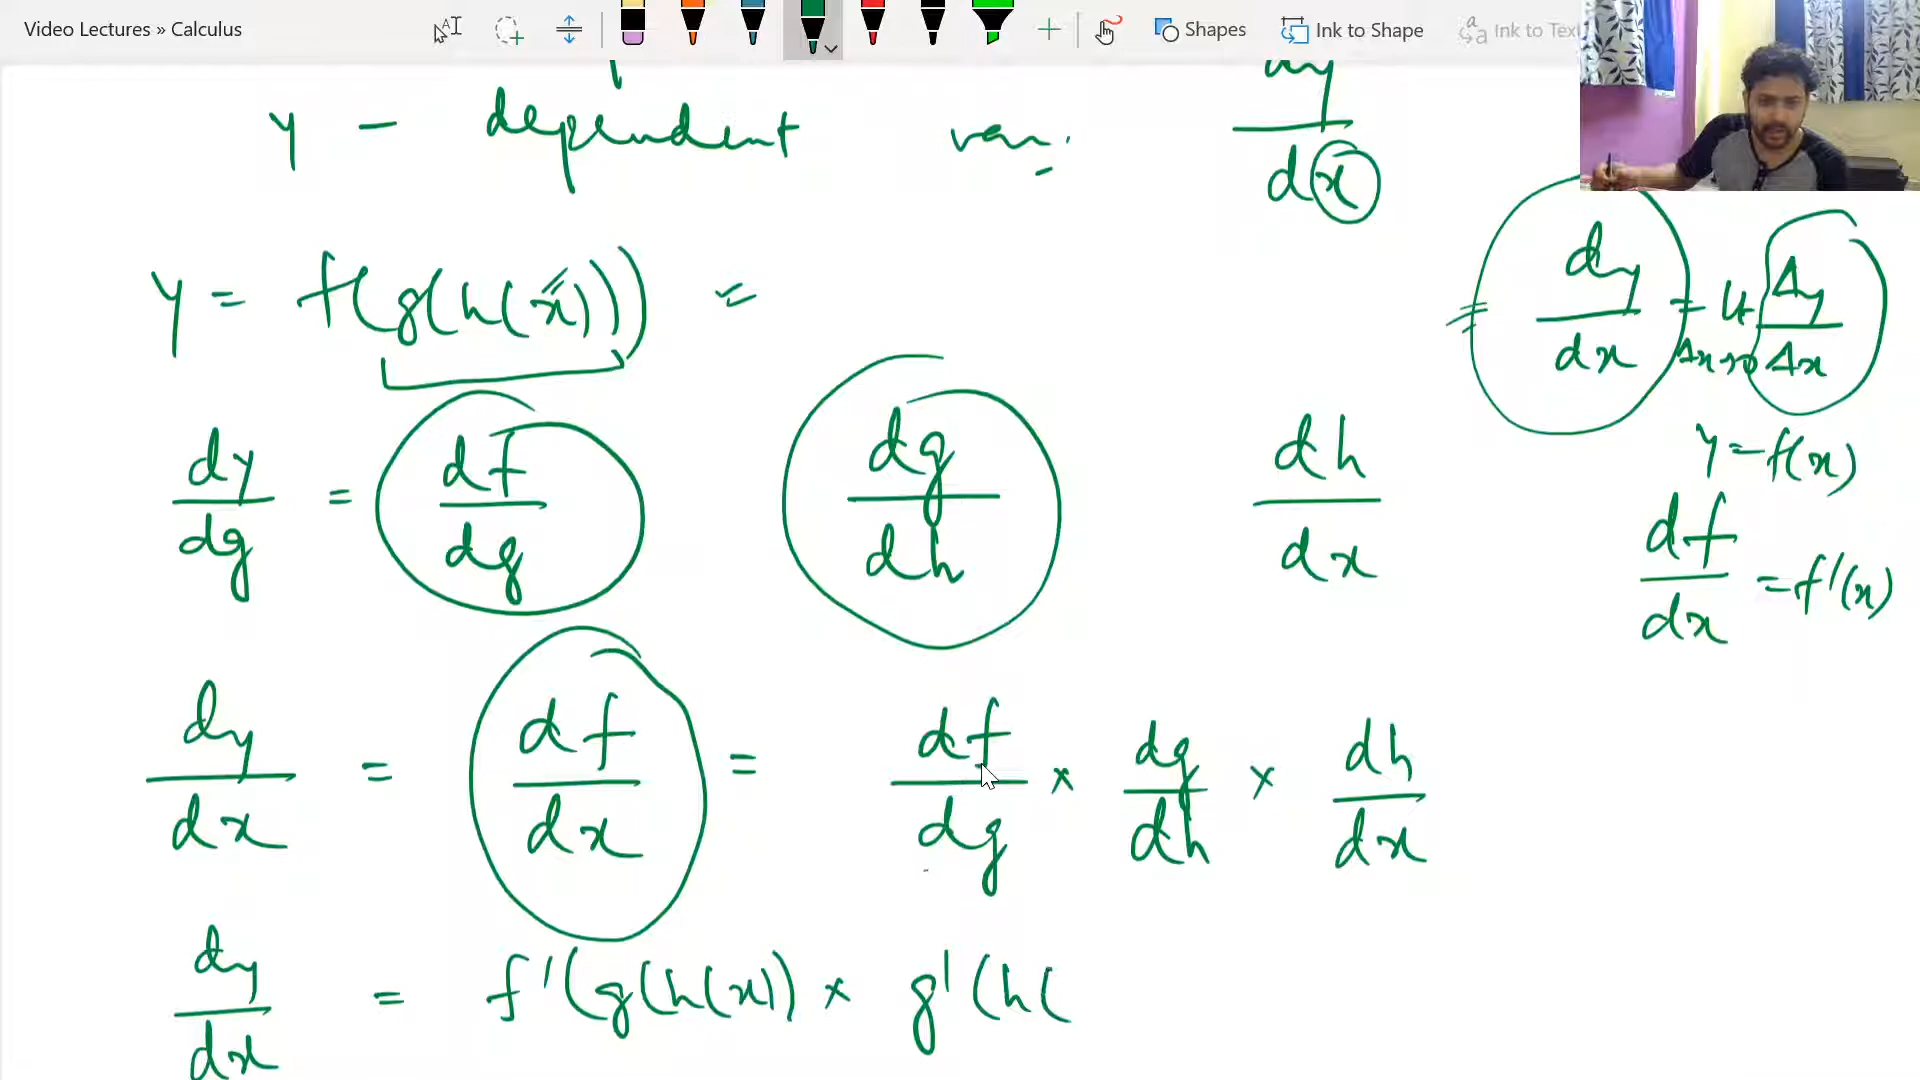 Video Lectures » Calculus
Shapes
Ink to Shape
Ink to Text
y - dependent var.
dy/dx
y = f(g(h(x))) =
dy/dx = Lt Δx→0 Δy/Δx
y = f(x)
df/dx = f'(x)
dy/dg = df/dg dg/dh dh/dx
dy/dx = df/dx = df/dg × dg/dh × dh/dx
dy/dx = f'(g(h(x)) × g'(h(